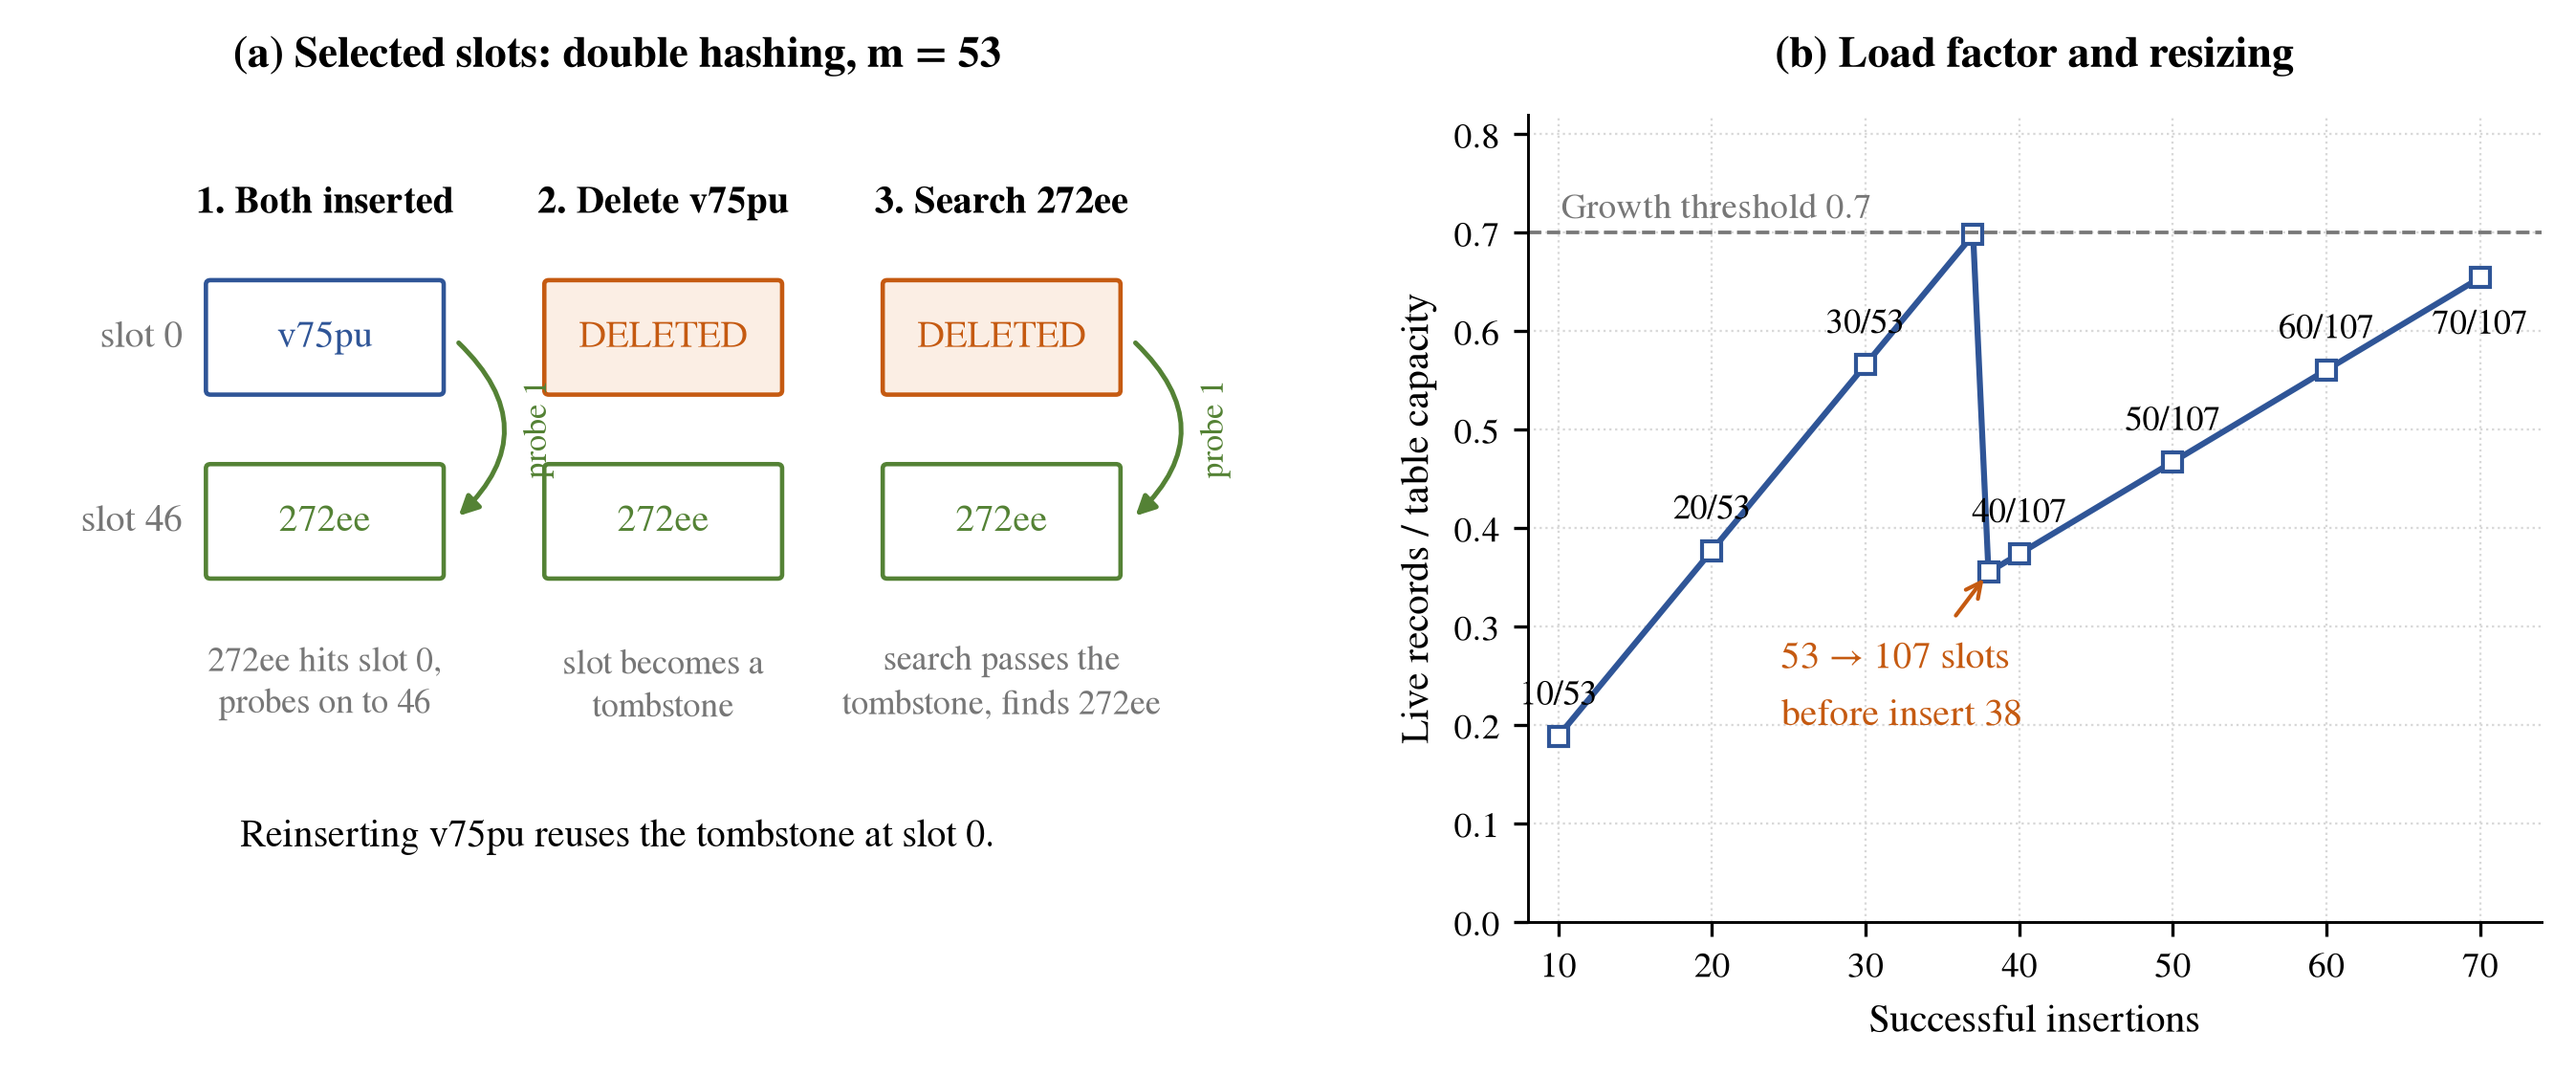 (a) Selected slots: double hashing, m = 53
1. Both inserted
2. Delete v75pu
3. Search 272ee
slot 0
v75pu
DELETED
DELETED
probe 1
probe 1
slot 46
272ee
272ee
272ee
272ee hits slot 0,
probes on to 46
slot becomes a
tombstone
search passes the
tombstone, finds 272ee
Reinserting v75pu reuses the tombstone at slot 0.
(b) Load factor and resizing
Live records / table capacity
0.8
0.7
0.6
0.5
0.4
0.3
0.2
0.1
0.0
Growth threshold 0.7
10/53
20/53
30/53
40/107
50/107
60/107
70/107
53 → 107 slots
before insert 38
10
20
30
40
50
60
70
Successful insertions